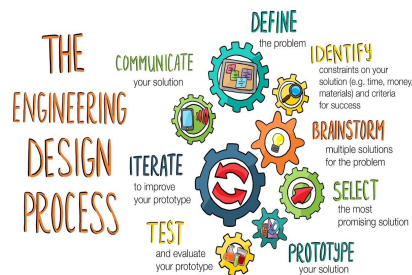 THE
ENGINEERING
DESIGN
PROCESS
DEFINE
the problem
IDENTIFY
constraints on your
solution (e.g. time, money,
materials) and criteria
for success
BRAINSTORM
multiple solutions
for the problem
SELECT
the most
promising solution
PROTOTYPE
your solution
TEST
and evaluate
your prototype
ITERATE
to improve
your prototype
COMMUNICATE
your solution